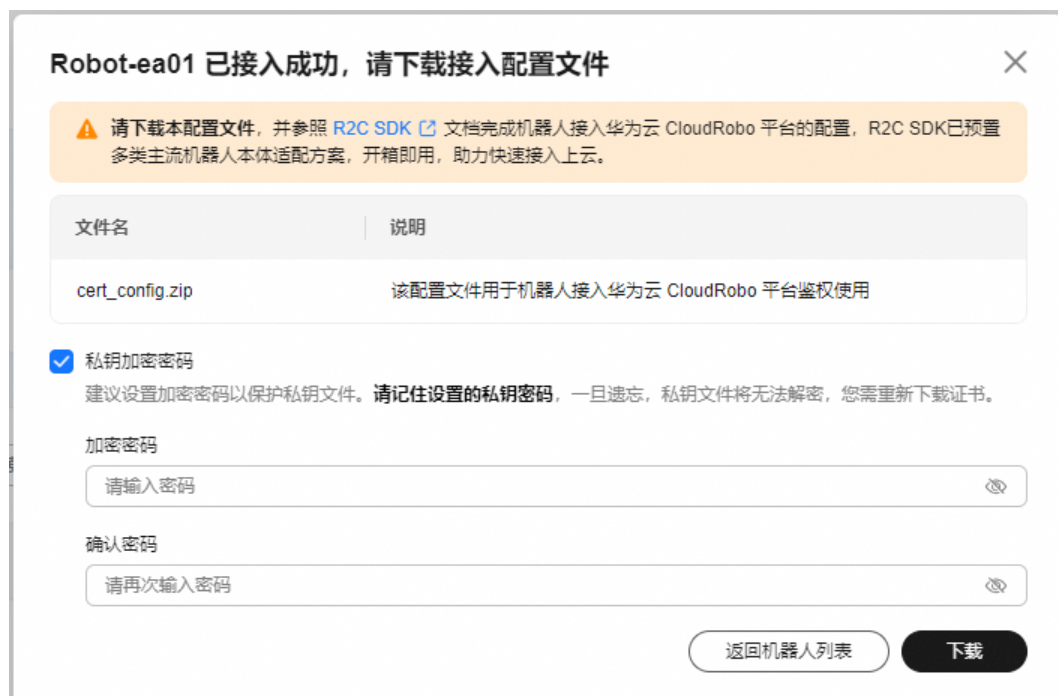 Robot-ea01 已接入成功，请下载接入配置文件
请下载本配置文件，并参照 R2C SDK 文档完成机器人接入华为云 CloudRobo 平台的配置，R2C SDK已预置
多类主流机器人本体适配方案，开箱即用，助力快速接入上云。
文件名 说明
cert_config.zip 该配置文件用于机器人接入华为云 CloudRobo 平台鉴权使用
私钥加密密码
建议设置加密密码以保护私钥文件。请记住设置的私钥密码，一旦遗忘，私钥文件将无法解密，您需重新下载证书。
加密密码
请输入密码
确认密码
请再次输入密码
返回机器人列表 下载